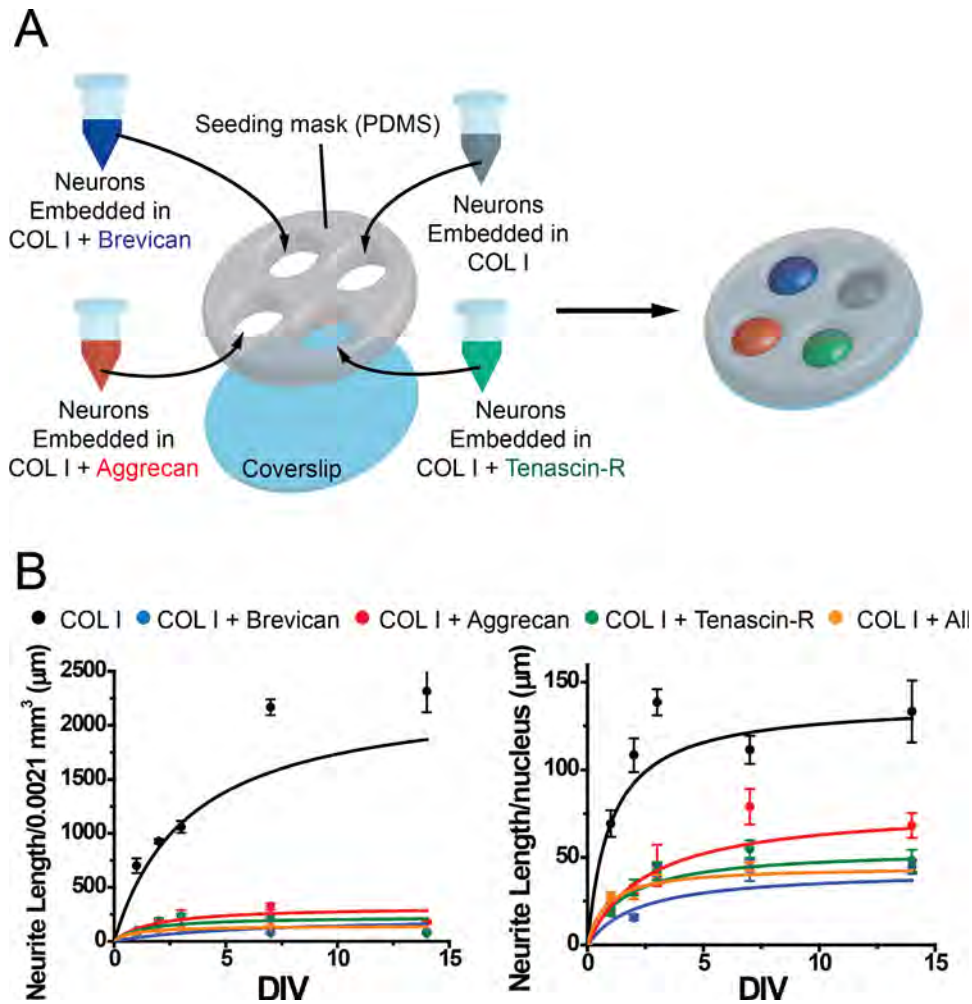 A
Seeding mask (PDMS)
Neurons
Embedded in
COL I + Brevican
Neurons
Embedded in
COL I
Neurons
Embedded in
COL I + Aggrecan
Coverslip
Neurons
Embedded in
COL I + Tenascin-R
B
COL I COL I + Brevican COL I + Aggrecan COL I + Tenascin-R COL I + All
Neurite Length/0.0021 mm³ (µm)
2500
2000
1500
1000
500
250
0
0 5 10 15
DIV
Neurite Length/nucleus (µm)
150
100
50
0
0 5 10 15
DIV